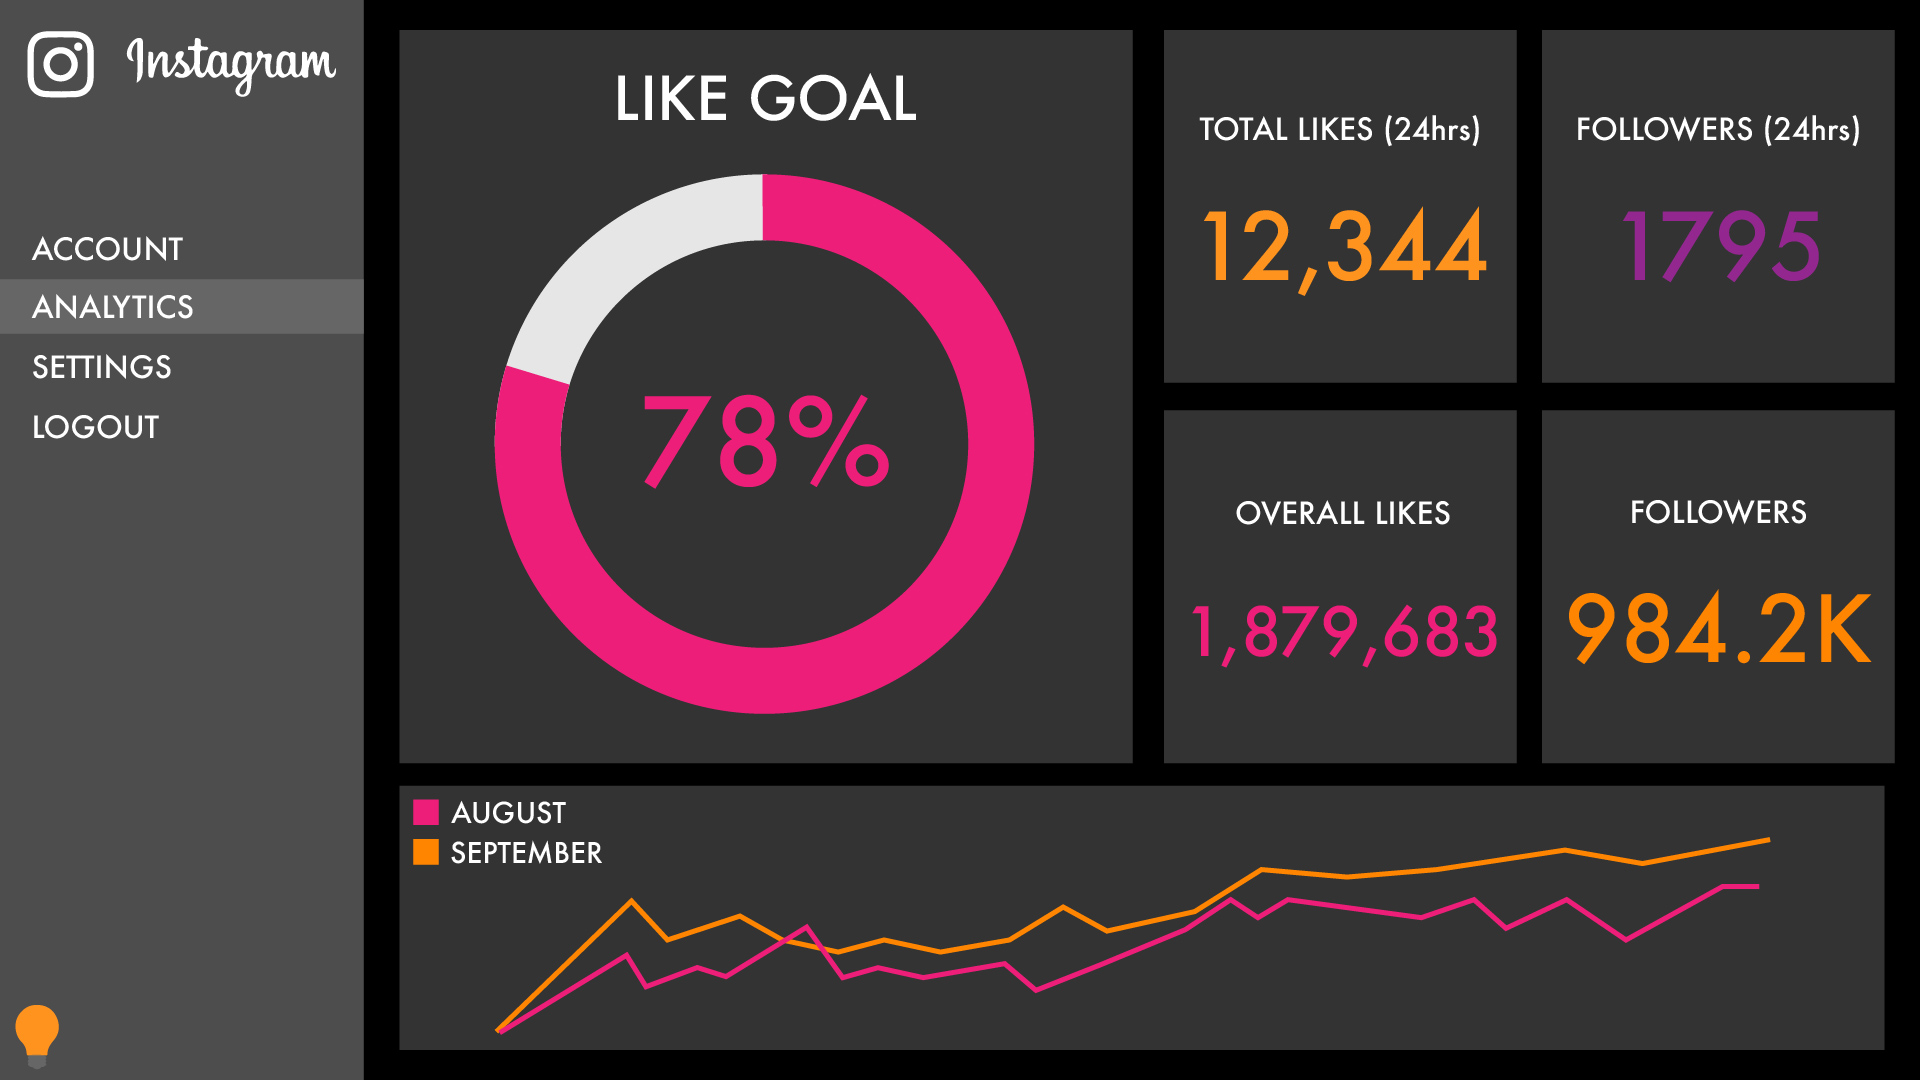 Instagram
ACCOUNT
ANALYTICS
SETTINGS
LOGOUT
LIKE GOAL
78%
TOTAL LIKES (24hrs)
12,344
FOLLOWERS (24hrs)
1795
OVERALL LIKES
1,879,683
FOLLOWERS
984.2K
AUGUST
SEPTEMBER